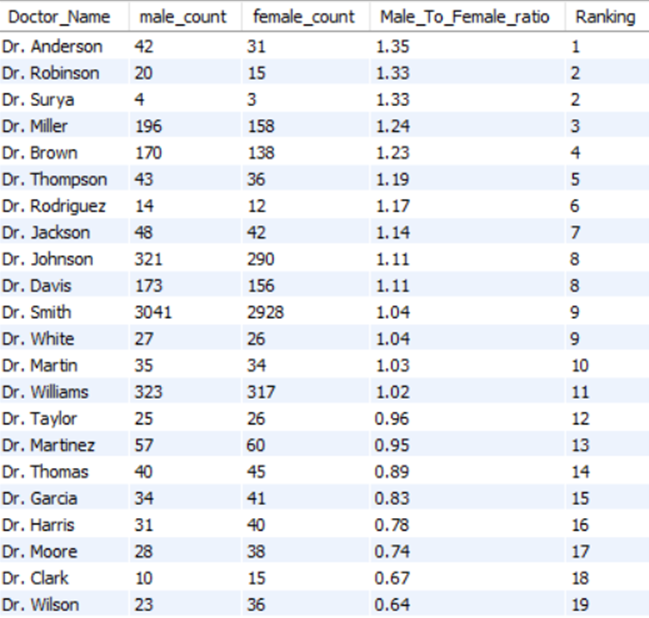 Doctor_Name male_count female_count Male_To_Female_ratio Ranking
Dr. Anderson 42 31 1.35 1
Dr. Robinson 20 15 1.33 2
Dr. Surya 4 3 1.33 2
Dr. Miller 196 158 1.24 3
Dr. Brown 170 138 1.23 4
Dr. Thompson 43 36 1.19 5
Dr. Rodriguez 14 12 1.17 6
Dr. Jackson 48 42 1.14 7
Dr. Johnson 321 290 1.11 8
Dr. Davis 173 156 1.11 8
Dr. Smith 3041 2928 1.04 9
Dr. White 27 26 1.04 9
Dr. Martin 35 34 1.03 10
Dr. Williams 323 317 1.02 11
Dr. Taylor 25 26 0.96 12
Dr. Martinez 57 60 0.95 13
Dr. Thomas 40 45 0.89 14
Dr. Garcia 34 41 0.83 15
Dr. Harris 31 40 0.78 16
Dr. Moore 28 38 0.74 17
Dr. Clark 10 15 0.67 18
Dr. Wilson 23 36 0.64 19